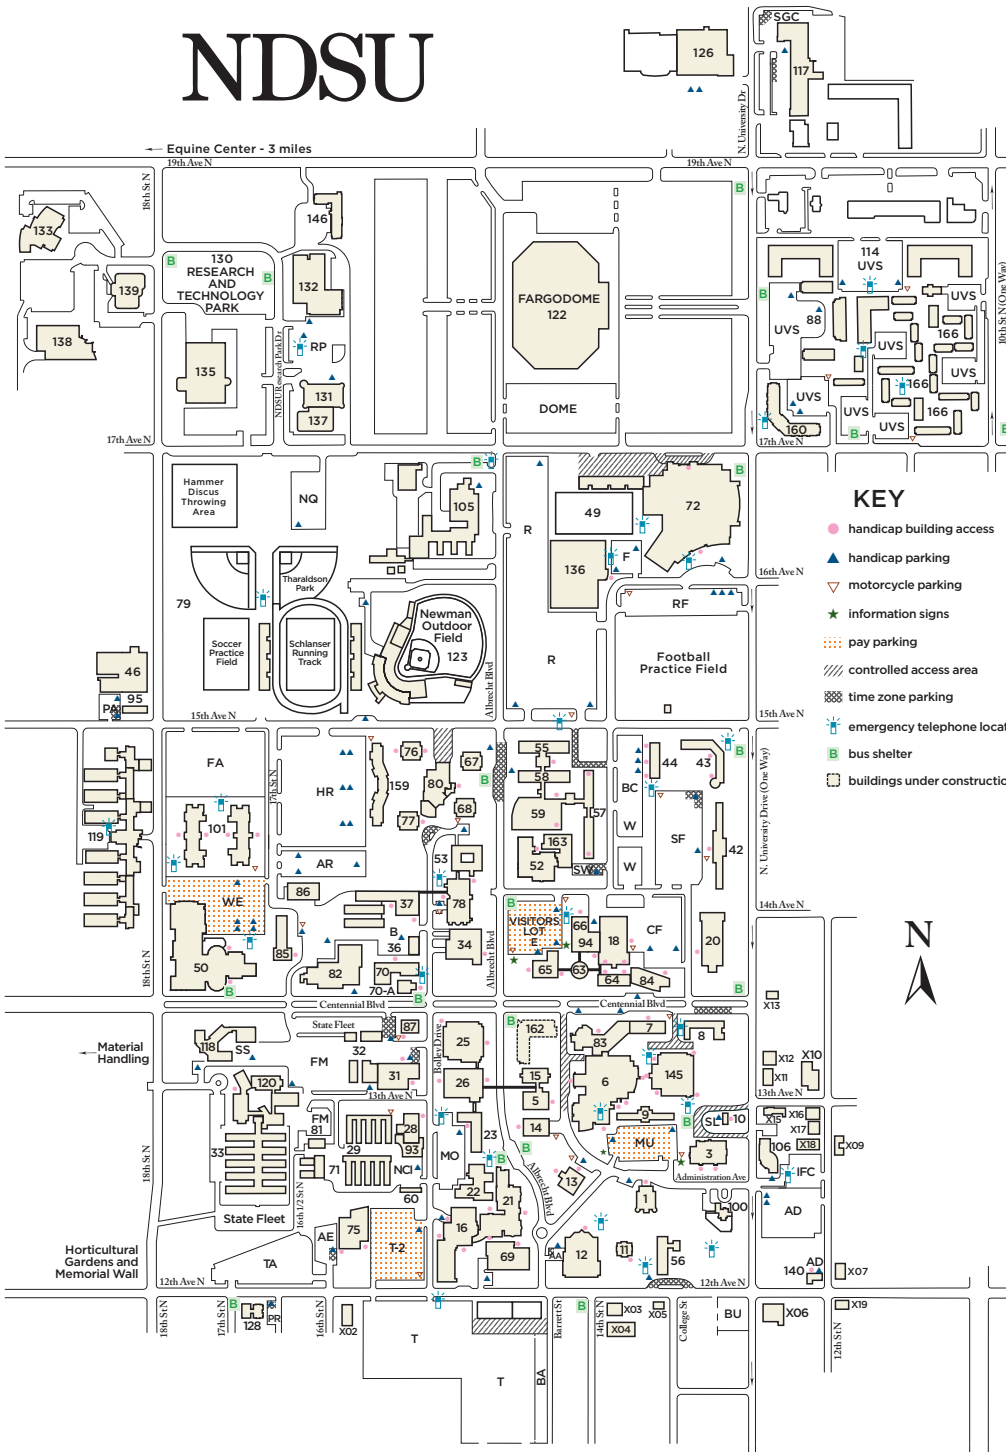 SGC
NDSU
126
117
N. University Dr
Equine Center - 3 miles
19th Ave N
19th Ave N
18th St N
133
146
114
UVS
130
RESEARCH
AND
TECHNOLOGY
PARK
B
B
B
B
139
132
FARGODOME
122
UVS
88
UVS
166
138
RP
135
NDSU Research Park Dr
UVS
UVS
UVS
166
131
137
DOME
UVS
UVS
166
UVS
160
10th St N (One Way)
17th Ave N
17th Ave N
B
B
B
B
Hammer
Discus
Throwing
Area
NQ
105
R
49
72
KEY
handicap building access
handicap parking
motorcycle parking
information signs
pay parking
controlled access area
time zone parking
emergency telephone locat
B
bus shelter
buildings under constructio
136
F
16th Ave N
79
Tharaldson
Park
RF
Newman
Outdoor
Field
123
Soccer
Practice
Field
Schlanser
Running
Track
R
Football
Practice Field
46
95
PA
Albrecht Blvd
15th Ave N
15th Ave N
FA
17th St N
HR
159
76
67
80
B
68
77
55
58
59
57
163
52
SW
BC
44
43
B
W
W
SF
42
N. University Drive (One Way)
119
101
AR
53
WE
86
37
78
B
36
34
14th Ave N
VISITORS
LOT
E
B
66
94
18
CF
20
N
50
85
82
70
70-A
65
63
64
84
18th St N
B
B
B
Albrecht Blvd
Centennial Blvd
Centennial Blvd
X13
State Fleet
87
118
SS
32
FM
31
Bolley Drive
25
B
162
83
7
8
Material
Handling
X12
X10
X11
120
13th Ave N
26
15
5
6
145
13th Ave N
FM
81
28
93
29
23
14
9
B
MU
SL
10
X15
X16
X17
X18
X09
106
33
71
NCI
MO
B
B
3
IFC
60
22
21
13
Albrecht Blvd
Administration Ave
18th St N
16th 1/2 St N
State Fleet
AE
75
T-2
16
1
100
AD
Horticultural
Gardens and
Memorial Wall
TA
69
AA
12
11
56
AD
140
X07
12th Ave N
12th Ave N
18th St N
17th St N
B
128
PR
16th St N
X02
T
Barrett St
B
14th St N
X03
X04
X05
College St
BU
X06
X19
12th St N
T
BA